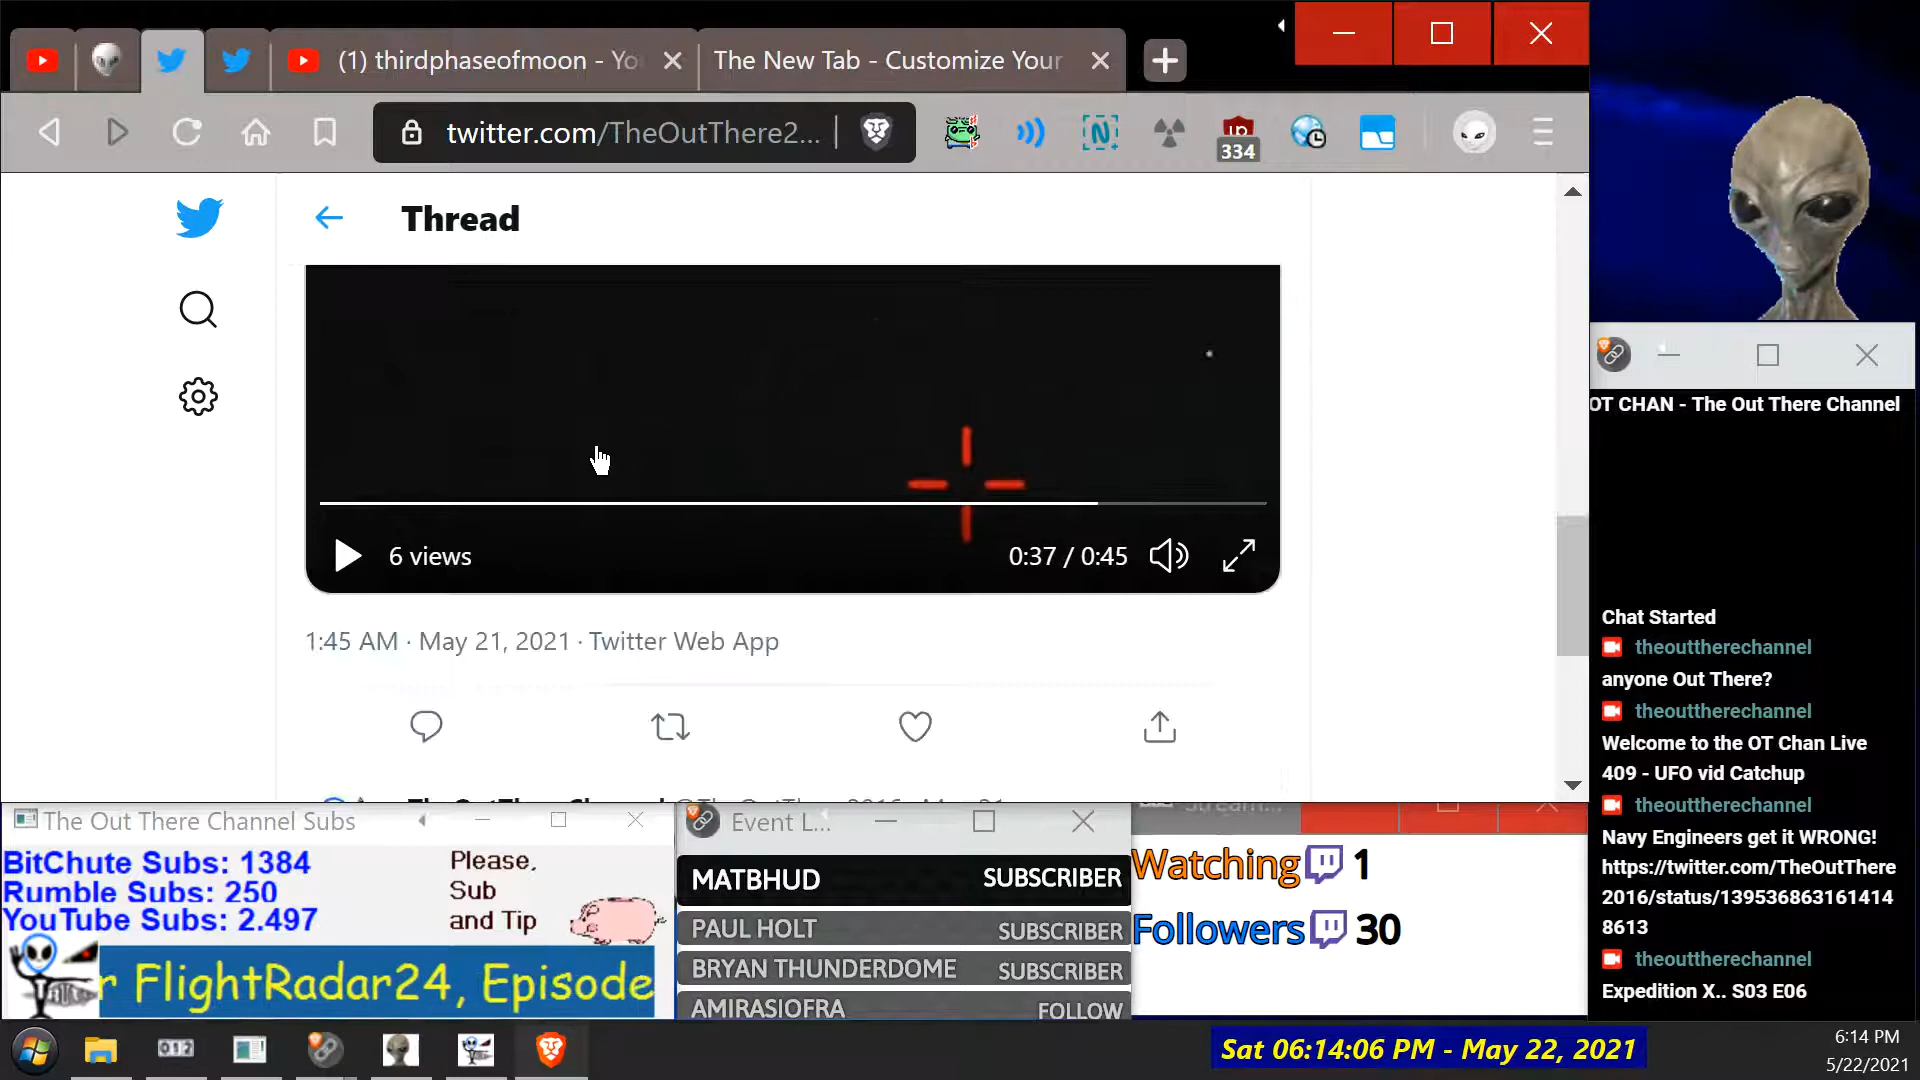 (1) thirdphaseofmoon - Yo
The New Tab - Customize Your
twitter.com/TheOutThere2...
334
Thread
6 views
0:37 / 0:45
1:45 AM · May 21, 2021 · Twitter Web App
OT CHAN - The Out There Channel
Chat Started
theouttherechannel
anyone Out There?
theouttherechannel
Welcome to the OT Chan Live
409 - UFO vid Catchup
theouttherechannel
Navy Engineers get it WRONG!
https://twitter.com/TheOutThere
2016/status/139536863161414
8613
theouttherechannel
Expedition X.. S03 E06
The Out There Channel Subs
BitChute Subs: 1384
Rumble Subs: 250
YouTube Subs: 2.497
Please,
Sub
and Tip
r FlightRadar24, Episode
Event L...
MATBHUD SUBSCRIBER
PAUL HOLT SUBSCRIBER
BRYAN THUNDERDOME SUBSCRIBER
AMIRASIOFRA FOLLOW
Stream...
Watching 1
Followers 30
012
Sat 06:14:06 PM - May 22, 2021
6:14 PM
5/22/2021